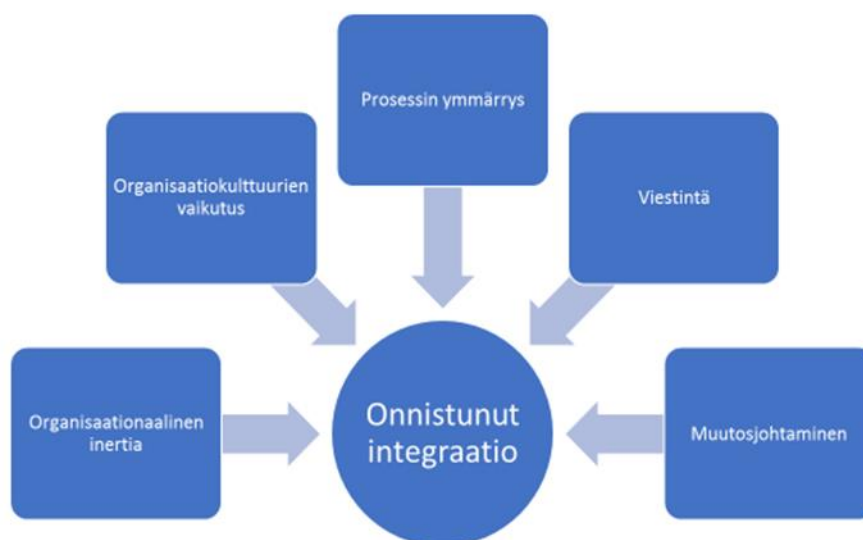 Prosessin ymmärrys
Organisaatiokulttuurien
vaikutus
Viestintä
Organisaationaalinen
inertia
Onnistunut
integraatio
Muutosjohtaminen